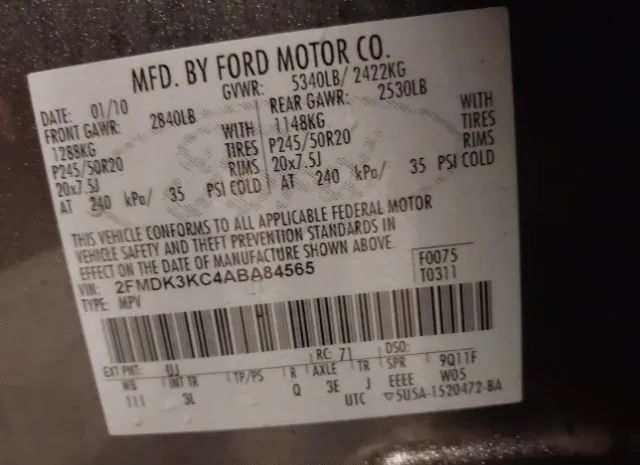 MFD. BY FORD MOTOR CO.
DATE: 01/10 GVWR: 5340LB/ 2422KG
FRONT GAWR: 2840LB REAR GAWR: 2530LB
1288KG WITH 1148KG WITH
P245/50R20 TIRES P245/50R20 TIRES
20x7.5J RIMS 20x7.5J RIMS
AT 240 kPa/ 35 PSI COLD AT 240 kPa/ 35 PSI COLD
THIS VEHICLE CONFORMS TO ALL APPLICABLE FEDERAL MOTOR
VEHICLE SAFETY AND THEFT PREVENTION STANDARDS IN
EFFECT ON THE DATE OF MANUFACTURE SHOWN ABOVE.
VIN: 2FMDK3KC4ABA84565 F0075
TYPE: MPV T0311
EXT PNT: UJ RC: 71 DSO:
WB INT TR TP/PS R AXLE TR SPR 9Q11F
111 3L Q 3E J EEEE W05
UTC ▽5U5A-1520472-BA